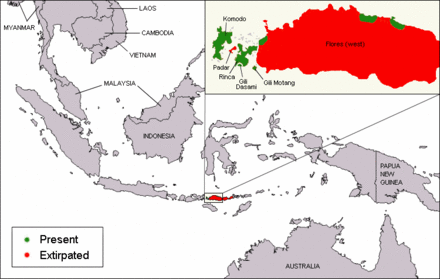 LAOS
MYANMAR
CAMBODIA
VIETNAM
MALAYSIA
INDONESIA
Komodo
Flores (west)
Padar
Rinca
Gili
Dasami
Gili Motang
PAPUA
NEW
GUINEA
AUSTRALIA
Present
Extirpated